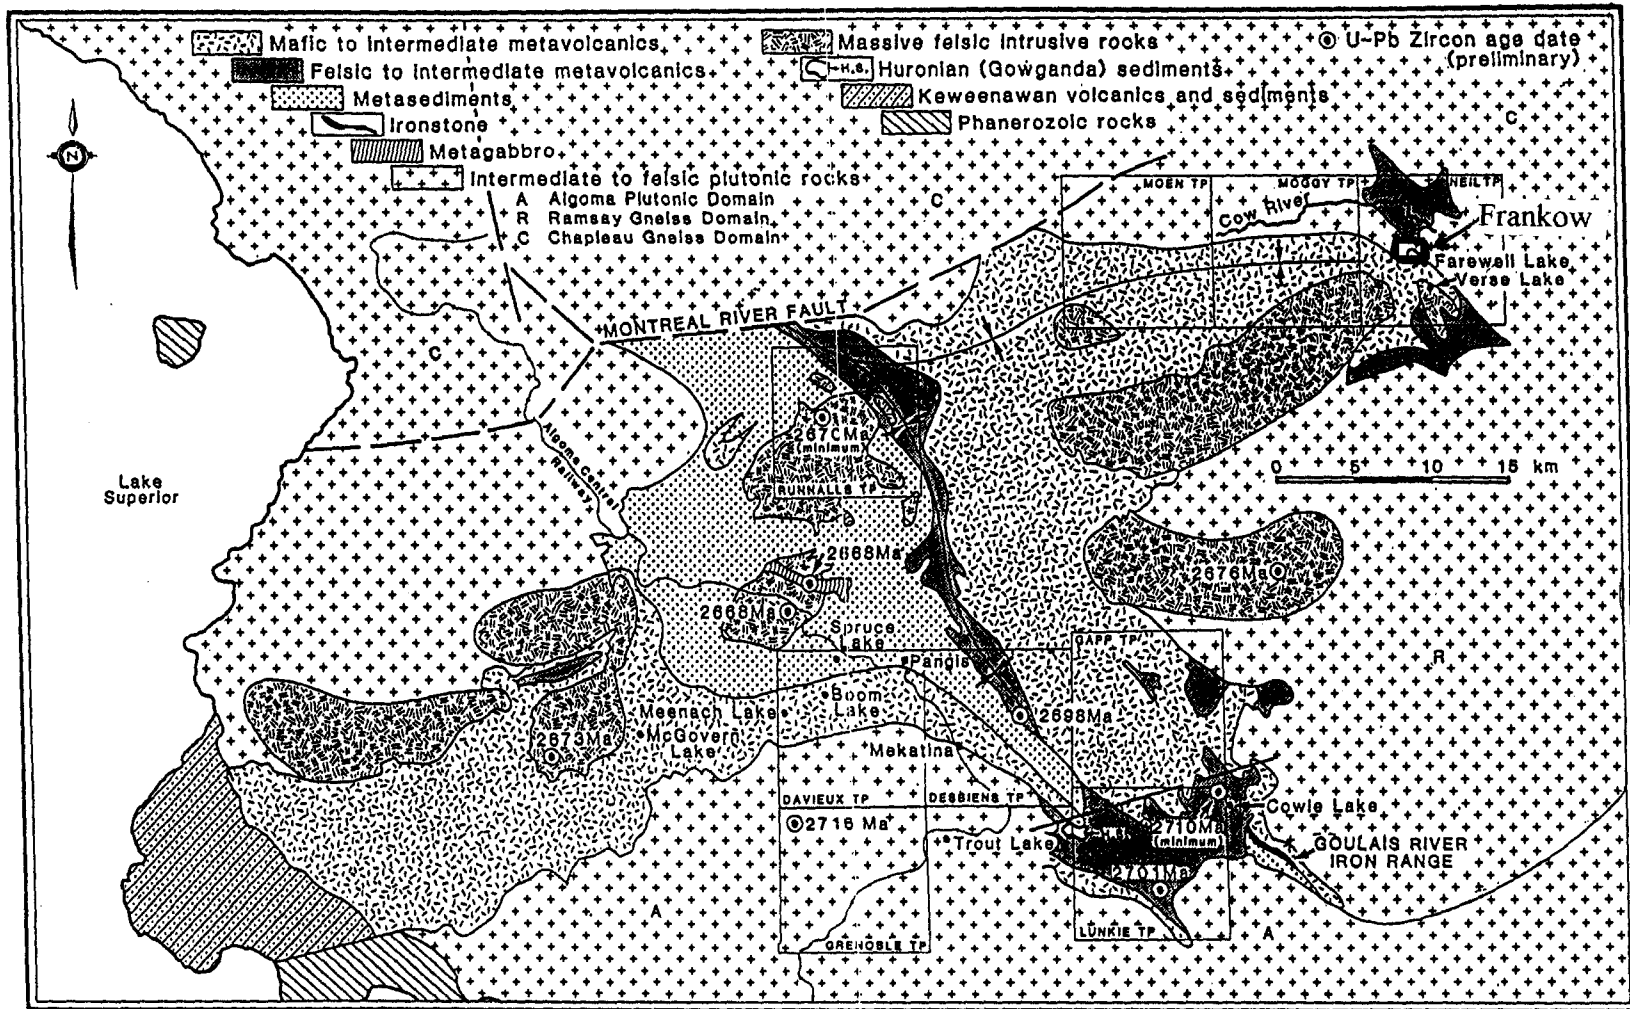 Mafic to intermediate metavolcanics
Felsic to intermediate metavolcanics
Metasediments
Ironstone
Metagabbro
Intermediate to felsic plutonic rocks
A Algoma Plutonic Domain
R Ramsay Gneiss Domain
C Chapleau Gneiss Domain
Massive felsic intrusive rocks
H.S. Huronian (Gowganda) sediments
Keweenawan volcanics and sediments
Phanerozoic rocks
U-Pb Zircon age date
(preliminary)
N
C
C
C
MOEN TP
MOGGY TP
NEIL TP
Cow River
Frankow
Farewell Lake
Verse Lake
MONTREAL RIVER FAULT
Algoma Central
Railway
Lake
Superior
2670Ma
(minimum)
RUNNALLS TP
0 5 10 15 km
2668Ma
2676Ma
2668Ma
Spruce
Lake
Pangis
GAPP TP
R
Boom
Lake
Meenach Lake
McGovern
Lake
2698Ma
2673Ma
Mekatina
DAVIEUX TP
DESBIENS TP
Cowie Lake
2716 Ma
Trout Lake
H.S.
2710Ma
(minimum)
GOULAIS RIVER
IRON RANGE
2701Ma
A
GRENOBLE TP
LUNKIE TP
A